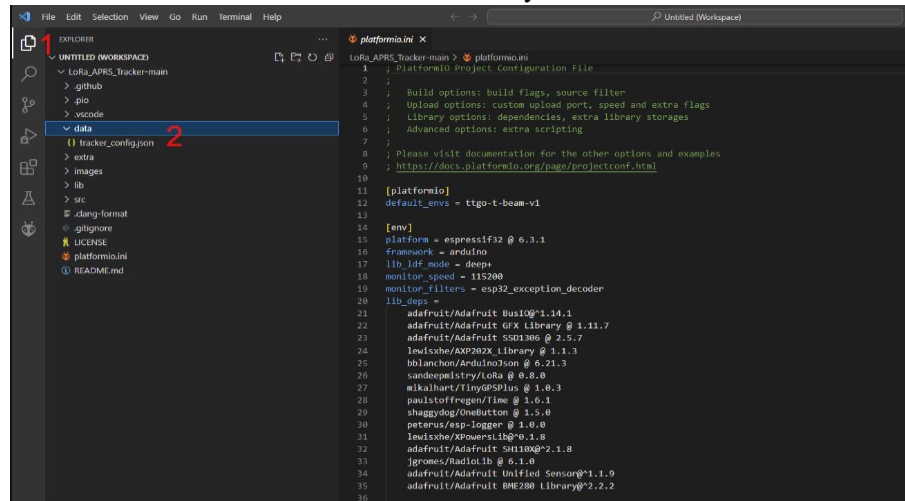 File Edit Selection View Go Run Terminal Help
Untitled (Workspace)
1
EXPLORER
UNTITLED (WORKSPACE)
LoRa_APRS_Tracker-main
.github
.pio
.vscode
data
2
{} tracker_config.json
extra
images
lib
src
.clang-format
.gitignore
LICENSE
platformio.ini
README.md
platformio.ini
LoRa_APRS_Tracker-main > platformio.ini
1 ; PlatformIO Project Configuration File
2 ;
3 ; Build options: build flags, source filter
4 ; Upload options: custom upload port, speed and extra flags
5 ; Library options: dependencies, extra library storages
6 ; Advanced options: extra scripting
7 ;
8 ; Please visit documentation for the other options and examples
9 ; https://docs.platformio.org/page/projectconf.html
10
11 [platformio]
12 default_envs = ttgo-t-beam-v1
13
14 [env]
15 platform = espressif32 @ 6.3.1
16 framework = arduino
17 lib_ldf_mode = deep+
18 monitor_speed = 115200
19 monitor_filters = esp32_exception_decoder
20 lib_deps =
21 adafruit/Adafruit BusIO@^1.14.1
22 adafruit/Adafruit GFX Library @ 1.11.7
23 adafruit/Adafruit SSD1306 @ 2.5.7
24 lewisxhe/AXP202X_Library @ 1.1.3
25 bblanchon/ArduinoJson @ 6.21.3
26 sandeepmistry/LoRa @ 0.8.0
27 mikalhart/TinyGPSPlus @ 1.0.3
28 paulstoffregen/Time @ 1.6.1
29 shaggydog/OneButton @ 1.5.0
30 peterus/esp-logger @ 1.0.0
31 lewisxhe/XPowersLib@^0.1.8
32 adafruit/Adafruit SH110X@^2.1.8
33 jgromes/RadioLib @ 6.1.0
34 adafruit/Adafruit Unified Sensor@^1.1.9
35 adafruit/Adafruit BME280 Library@^2.2.2
36